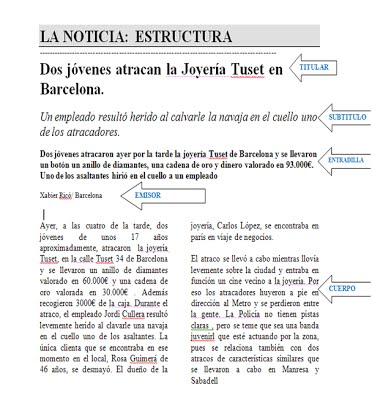 LA NOTICIA: ESTRUCTURA
Dos jóvenes atracan la Joyería Tuset en
TITULAR
Barcelona.
Un empleado resultó herido al calvarle la navaja en el cuello uno
SUBTITULO
de los atracadores.
Dos jóvenes atracaron ayer por la tarde la joyería Tuset de Barcelona y se llevaron
un botún un anillo de diamantes, una cadena de oro y dinero valorado en 93.000€.
ENTRADILLA
Uno de los asaltantes hirió en el cuello a un empleado
Xabier Ricó/ Barcelona
EMISOR
Ayer, a las cuatro de la tarde, dos
jóvenes de unos 17 años
aproximadamente, atracaron la joyería
Tuset, en la calle Tuset 34 de Barcelona
y se llevaron un anillo de diamantes
valorado en 60.000€ y una cadena de
oro valorada en 30.000€ . Además
recogieron 3000€ de la caja. Durante el
atraco, el empleado Jordi Cullera resultó
levemente herido al clavarle una navaja
en el cuello uno de los asaltantes. La
única clienta que se encontraba en ese
momento en el local, Rosa Guimerá de
46 años, se desmayó. El dueño de la
joyería, Carlos López, se encontraba en
parís en viaje de negocios.
El atraco se llevó a cabo mientras llovía
levemente sobre la ciudad y entraba en
función un cine vecino a la joyería. Por
eso los atracadores huyeron a pie en
dirección al Metro y se perdieron entre
la gente. La Policía no tienen pistas
claras , pero se teme que sea una banda
juvenirl que esté actuando por la zona,
pues se relaciona también con dos
atracos de características similares que
se llevaron a cabo en Manresa y
Sabadell
CUERPO